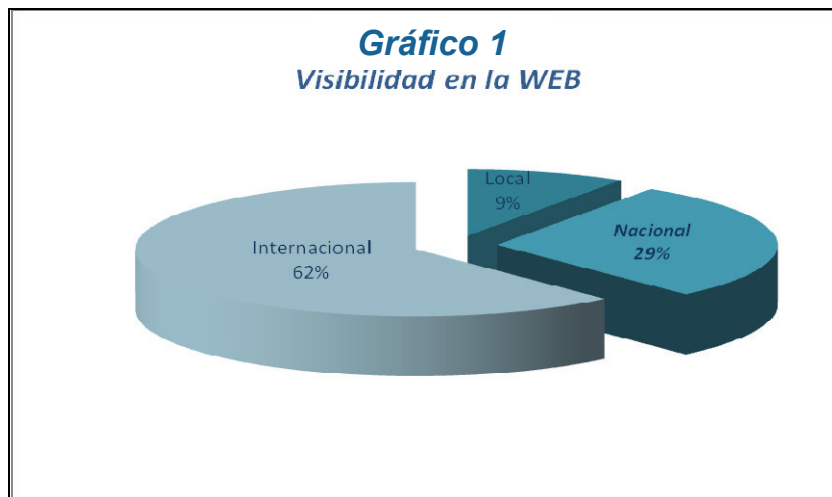 Gráfico 1
Visibilidad en la WEB
Local
9%
Nacional
29%
Internacional
62%